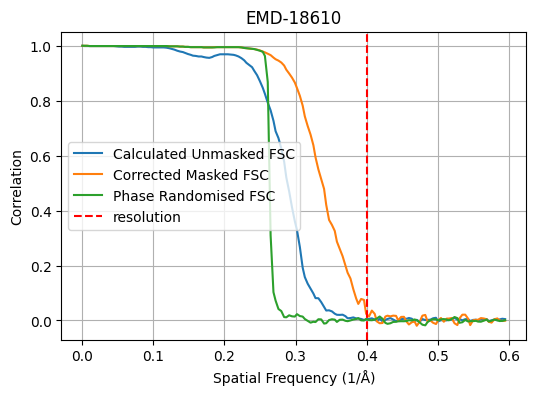 EMD-18610
1.0
0.8
0.6
0.4
0.2
0.0
Correlation
Calculated Unmasked FSC
Corrected Masked FSC
Phase Randomised FSC
resolution
0.0 0.1 0.2 0.3 0.4 0.5 0.6
Spatial Frequency (1/Å)